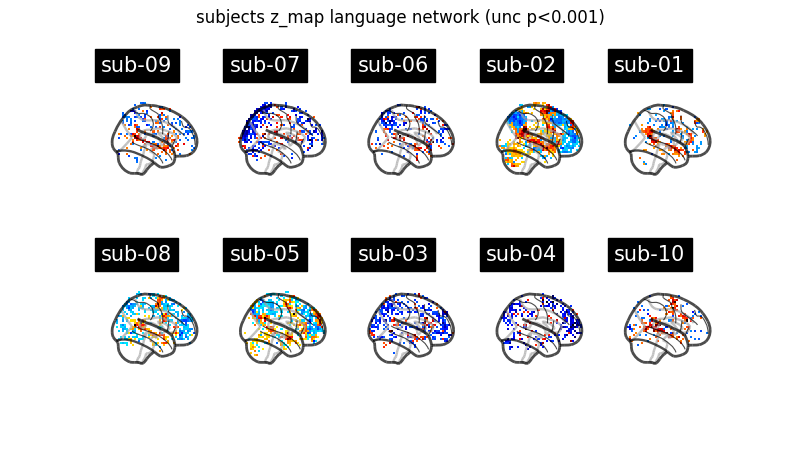 subjects z_map language network (unc p<0.001)
sub-09 sub-07 sub-06 sub-02 sub-01
sub-08 sub-05 sub-03 sub-04 sub-10